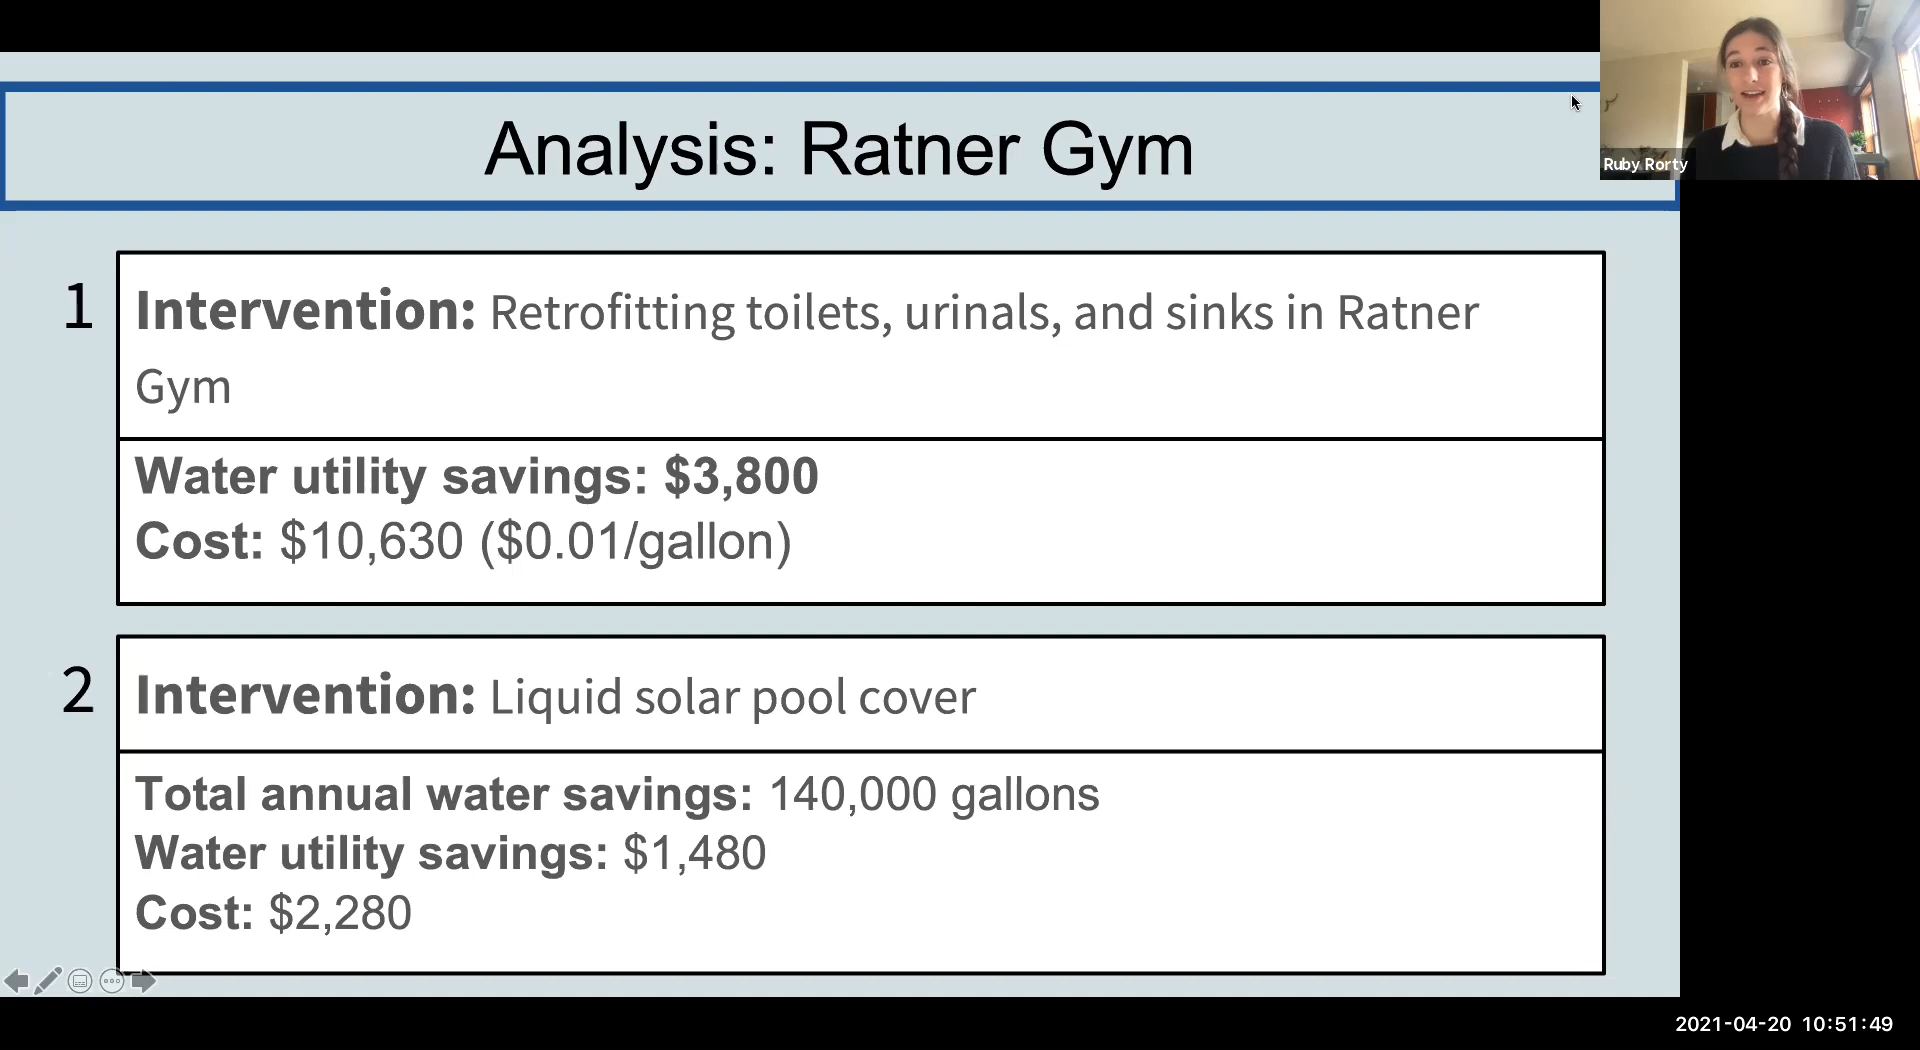 Analysis: Ratner Gym
Ruby Rorty
1
Intervention: Retrofitting toilets, urinals, and sinks in Ratner
Gym
Water utility savings: $3,800
Cost: $10,630 ($0.01/gallon)
2
Intervention: Liquid solar pool cover
Total annual water savings: 140,000 gallons
Water utility savings: $1,480
Cost: $2,280
2021-04-20 10:51:49